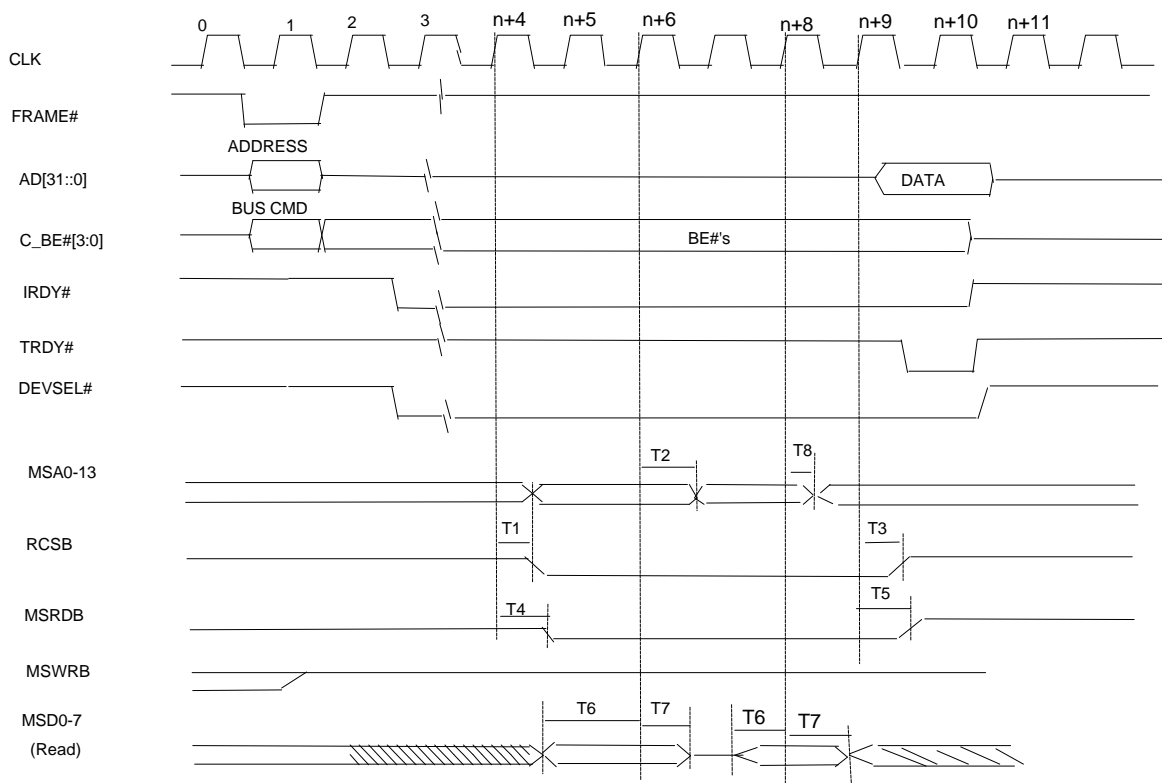 0 1 2 3 n+4 n+5 n+6 n+8 n+9 n+10 n+11
CLK
FRAME#
ADDRESS
AD[31::0] DATA
BUS CMD
C_BE#[3:0] BE#'s
IRDY#
TRDY#
DEVSEL#
T2 T8
MSA0-13
T1 T3
RCSB
T5
T4
MSRDB
MSWRB
MSD0-7 T6 T7 T6 T7
(Read)